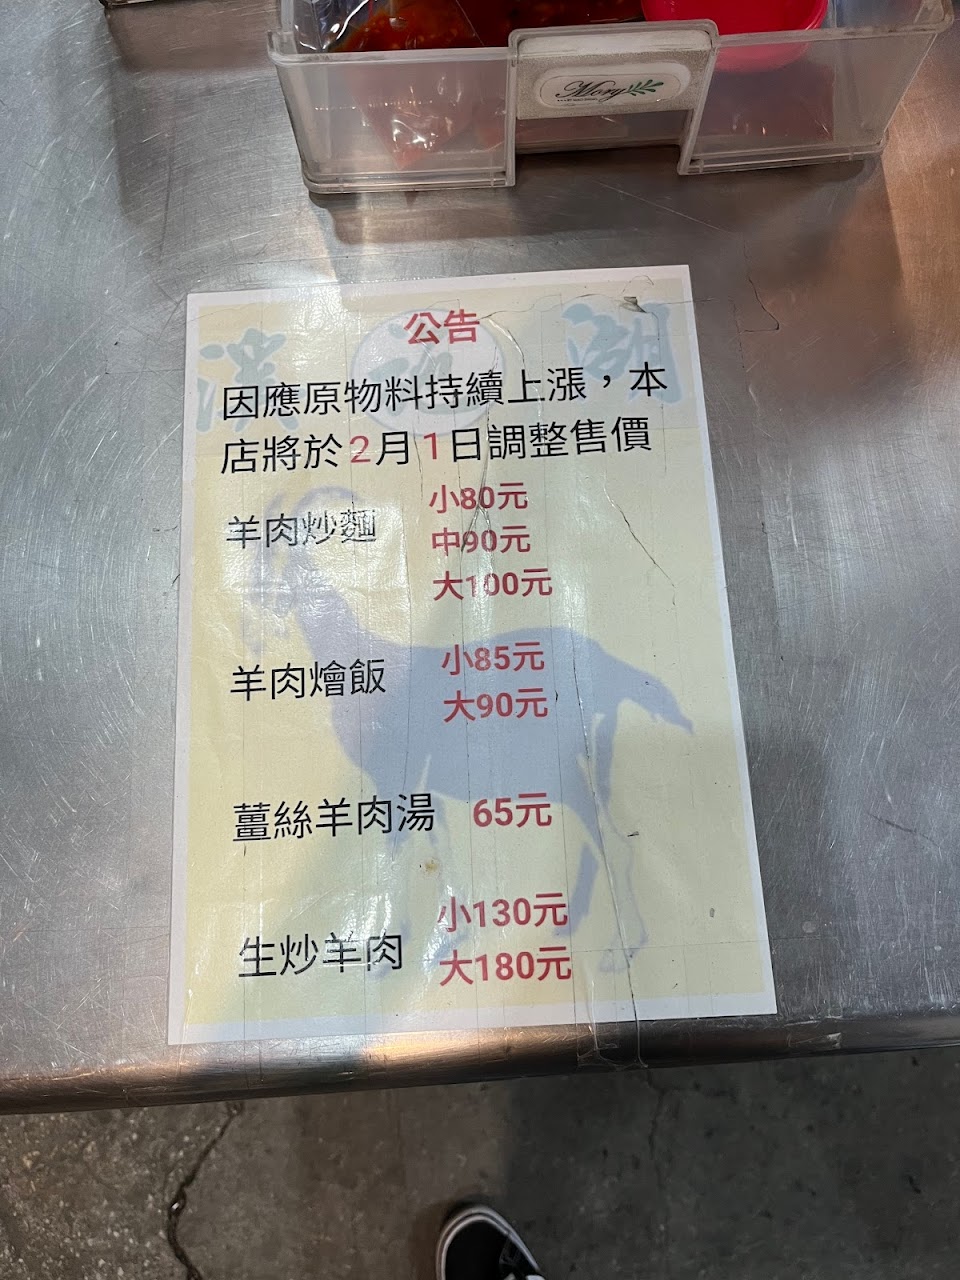 Mory
公告
因應原物料持續上漲，本
店將於2月1日調整售價
羊肉炒麵
小80元
中90元
大100元
羊肉燴飯
小85元
大90元
薑絲羊肉湯 65元
生炒羊肉
小130元
大180元